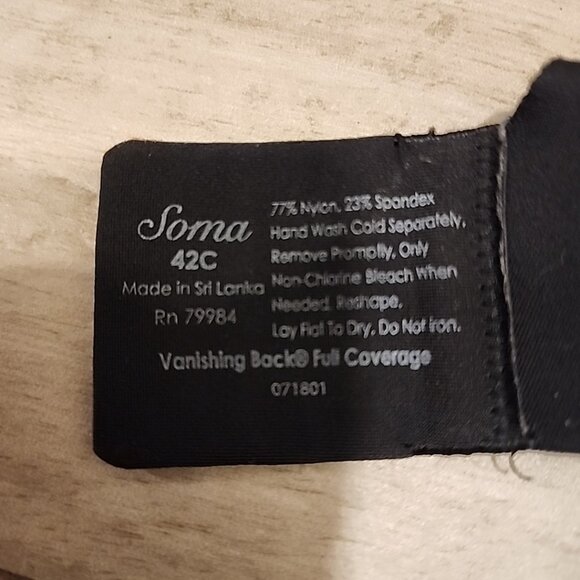 Soma
42C
Made in Sri Lanka
Rn 79984
77% Nylon, 23% Spandex
Hand Wash Cold Separately,
Remove Promptly, Only
Non-Chlorine Bleach When
Needed. Reshape,
Lay Flat To Dry, Do Not Iron.
Vanishing Back® Full Coverage
071801